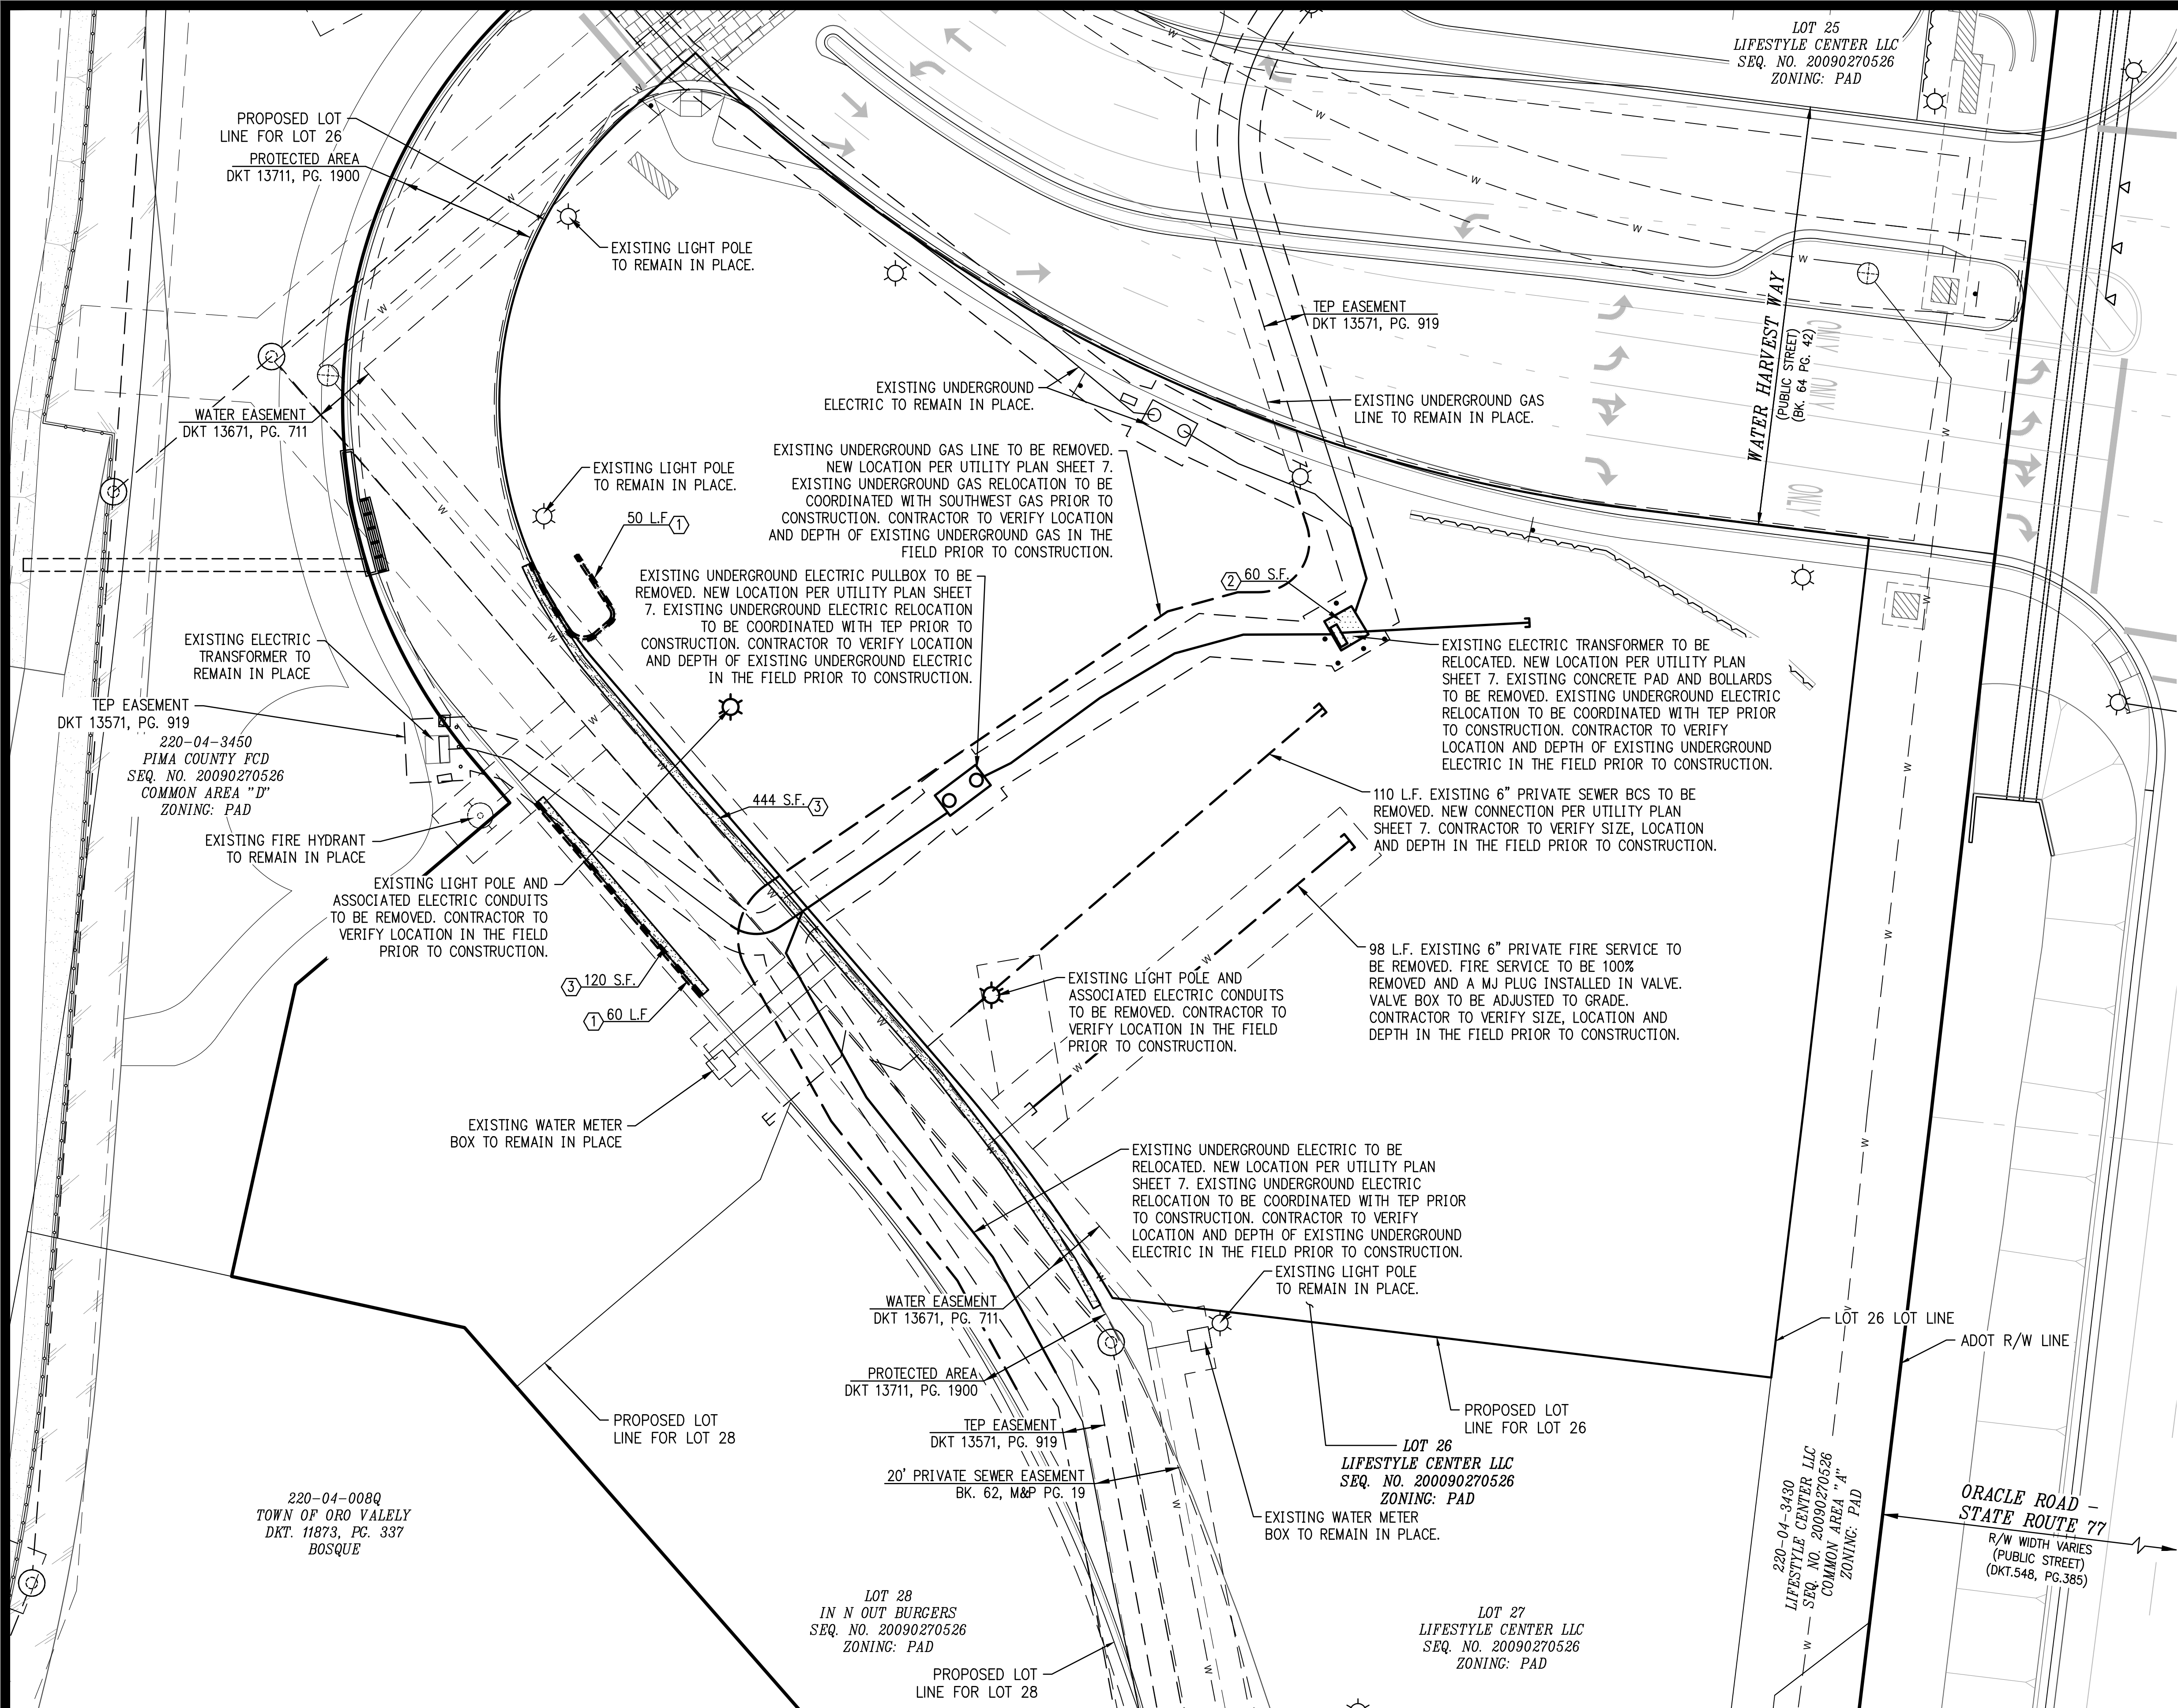 LOT 25
LIFESTYLE CENTER LLC
SEQ. NO. 20090270526
ZONING: PAD
PROPOSED LOT
LINE FOR LOT 26
PROTECTED AREA
DKT 13711, PG. 1900
EXISTING LIGHT POLE
TO REMAIN IN PLACE.
TEP EASEMENT
DKT 13571, PG. 919
WATER HARVEST WAY
(PUBLIC STREET)
(BK. 64 PG. 42)
ONLY
ONLY
ONLY
EXISTING UNDERGROUND
ELECTRIC TO REMAIN IN PLACE.
EXISTING UNDERGROUND GAS
LINE TO REMAIN IN PLACE.
WATER EASEMENT
DKT 13671, PG. 711
EXISTING LIGHT POLE
TO REMAIN IN PLACE.
50 L.F. 1
EXISTING UNDERGROUND GAS LINE TO BE REMOVED.
NEW LOCATION PER UTILITY PLAN SHEET 7.
EXISTING UNDERGROUND GAS RELOCATION TO BE
COORDINATED WITH SOUTHWEST GAS PRIOR TO
CONSTRUCTION. CONTRACTOR TO VERIFY LOCATION
AND DEPTH OF EXISTING UNDERGROUND GAS IN THE
FIELD PRIOR TO CONSTRUCTION.
EXISTING UNDERGROUND ELECTRIC PULLBOX TO BE
REMOVED. NEW LOCATION PER UTILITY PLAN SHEET
7. EXISTING UNDERGROUND ELECTRIC RELOCATION
TO BE COORDINATED WITH TEP PRIOR TO
CONSTRUCTION. CONTRACTOR TO VERIFY LOCATION
AND DEPTH OF EXISTING UNDERGROUND ELECTRIC
IN THE FIELD PRIOR TO CONSTRUCTION.
2 60 S.F.
EXISTING ELECTRIC TRANSFORMER TO BE
RELOCATED. NEW LOCATION PER UTILITY PLAN
SHEET 7. EXISTING CONCRETE PAD AND BOLLARDS
TO BE REMOVED. EXISTING UNDERGROUND ELECTRIC
RELOCATION TO BE COORDINATED WITH TEP PRIOR
TO CONSTRUCTION. CONTRACTOR TO VERIFY
LOCATION AND DEPTH OF EXISTING UNDERGROUND
ELECTRIC IN THE FIELD PRIOR TO CONSTRUCTION.
EXISTING ELECTRIC
TRANSFORMER TO
REMAIN IN PLACE
TEP EASEMENT
DKT 13571, PG. 919
220-04-3450
PIMA COUNTY FCD
SEQ. NO. 20090270526
COMMON AREA "D"
ZONING: PAD
444 S.F. 3
110 L.F. EXISTING 6" PRIVATE SEWER BCS TO BE
REMOVED. NEW CONNECTION PER UTILITY PLAN
SHEET 7. CONTRACTOR TO VERIFY SIZE, LOCATION
AND DEPTH IN THE FIELD PRIOR TO CONSTRUCTION.
EXISTING FIRE HYDRANT
TO REMAIN IN PLACE
EXISTING LIGHT POLE AND
ASSOCIATED ELECTRIC CONDUITS
TO BE REMOVED. CONTRACTOR TO
VERIFY LOCATION IN THE FIELD
PRIOR TO CONSTRUCTION.
3 120 S.F.
1 60 L.F.
98 L.F. EXISTING 6" PRIVATE FIRE SERVICE TO
BE REMOVED. FIRE SERVICE TO BE 100%
REMOVED AND A MJ PLUG INSTALLED IN VALVE.
VALVE BOX TO BE ADJUSTED TO GRADE.
CONTRACTOR TO VERIFY SIZE, LOCATION AND
DEPTH IN THE FIELD PRIOR TO CONSTRUCTION.
EXISTING LIGHT POLE AND
ASSOCIATED ELECTRIC CONDUITS
TO BE REMOVED. CONTRACTOR TO
VERIFY LOCATION IN THE FIELD
PRIOR TO CONSTRUCTION.
EXISTING WATER METER
BOX TO REMAIN IN PLACE
E
EXISTING UNDERGROUND ELECTRIC TO BE
RELOCATED. NEW LOCATION PER UTILITY PLAN
SHEET 7. EXISTING UNDERGROUND ELECTRIC
RELOCATION TO BE COORDINATED WITH TEP PRIOR
TO CONSTRUCTION. CONTRACTOR TO VERIFY
LOCATION AND DEPTH OF EXISTING UNDERGROUND
ELECTRIC IN THE FIELD PRIOR TO CONSTRUCTION.
EXISTING LIGHT POLE
TO REMAIN IN PLACE.
WATER EASEMENT
DKT 13671, PG. 711
LOT 26 LOT LINE
ADOT R/W LINE
PROTECTED AREA
DKT 13711, PG. 1900
PROPOSED LOT
LINE FOR LOT 28
TEP EASEMENT
DKT 13571, PG. 919
PROPOSED LOT
LINE FOR LOT 26
LOT 26
LIFESTYLE CENTER LLC
SEQ. NO. 200090270526
ZONING: PAD
20' PRIVATE SEWER EASEMENT
BK. 62, M&P PG. 19
EXISTING WATER METER
BOX TO REMAIN IN PLACE.
220-04-3430
LIFESTYLE CENTER LLC
SEQ. NO. 20090270526
COMMON AREA "A"
ZONING: PAD
ORACLE ROAD -
STATE ROUTE 77
R/W WIDTH VARIES
(PUBLIC STREET)
(DKT.548, PG.385)
220-04-008Q
TOWN OF ORO VALELY
DKT. 11873, PG. 337
BOSQUE
LOT 28
IN N OUT BURGERS
SEQ. NO. 20090270526
ZONING: PAD
LOT 27
LIFESTYLE CENTER LLC
SEQ. NO. 20090270526
ZONING: PAD
PROPOSED LOT
LINE FOR LOT 28